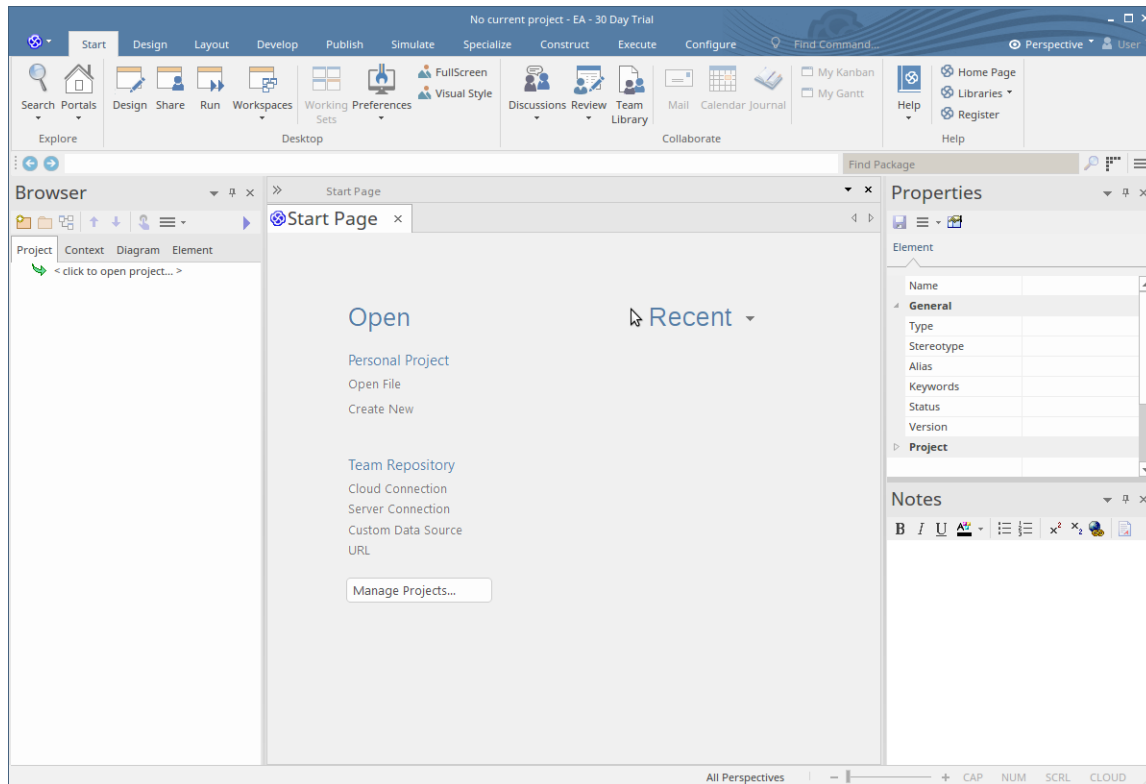 No current project - EA - 30 Day Trial
Start Design Layout Develop Publish Simulate Specialize Construct Execute Configure Find Command... Perspective User
Search Portals Design Share Run Workspaces Working Sets Preferences FullScreen Visual Style Discussions Review Team Library Mail Calendar Journal My Kanban My Gantt Help Home Page Libraries Register
Explore Desktop Collaborate Help
Find Package
Browser
Project Context Diagram Element
< click to open project... >
Start Page
Start Page
Open
Personal Project
Open File
Create New
Team Repository
Cloud Connection
Server Connection
Custom Data Source
URL
Manage Projects...
Recent
Properties
Element
Name
General
Type
Stereotype
Alias
Keywords
Status
Version
Project
Notes
B I U A x² x₂
All Perspectives CAP NUM SCRL CLOUD